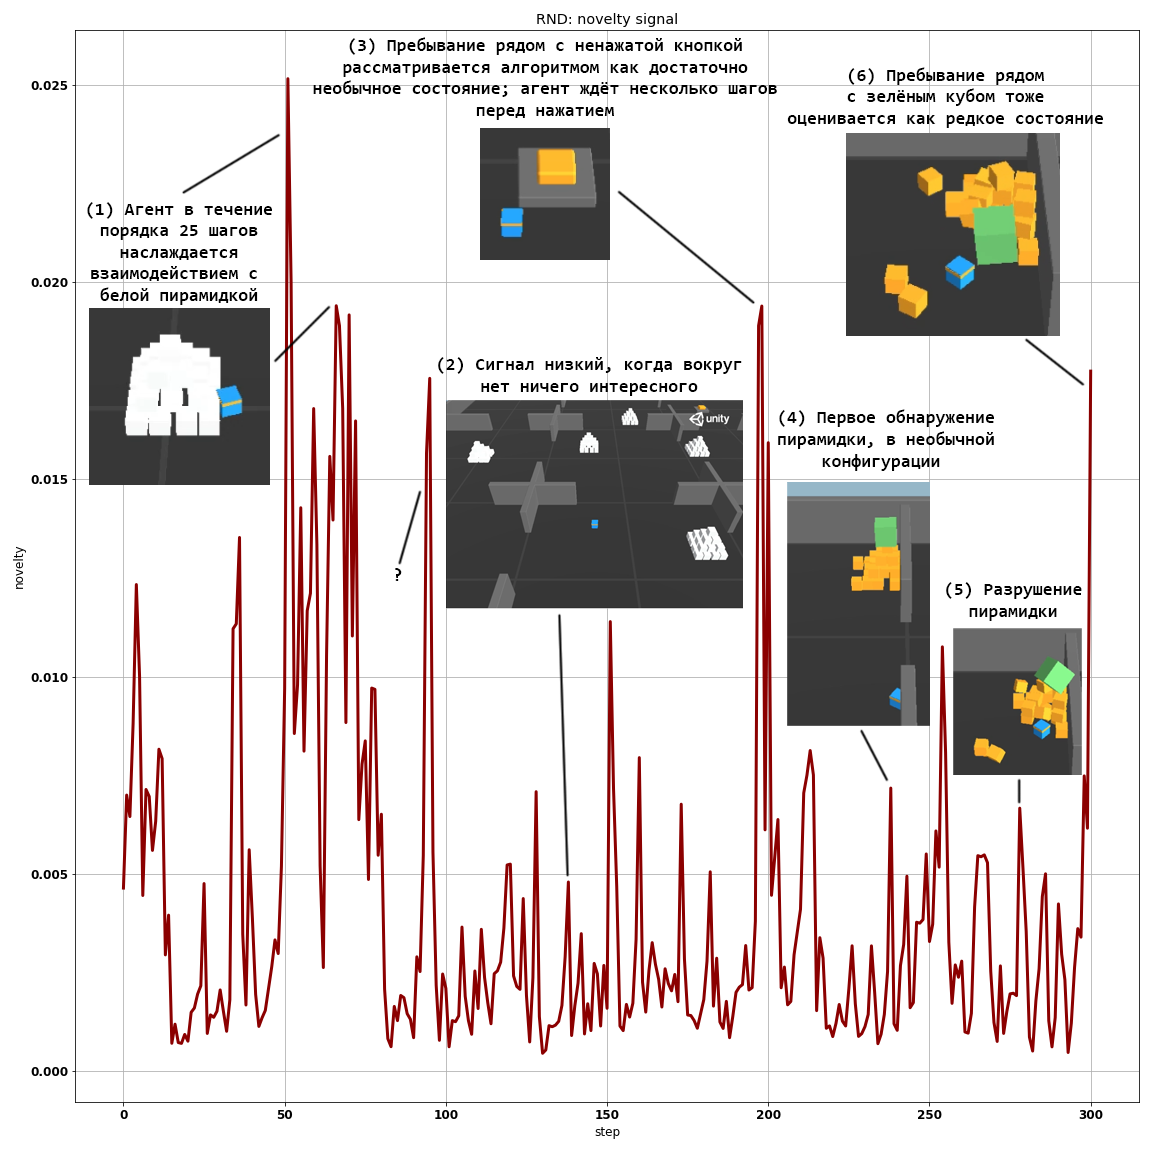 RND: novelty signal
(3) Пребывание рядом с ненажатой кнопкой
рассматривается алгоритмом как достаточно
необычное состояние; агент ждёт несколько шагов
перед нажатием
(6) Пребывание рядом
с зелёным кубом тоже
оценивается как редкое состояние
(1) Агент в течение
порядка 25 шагов
наслаждается
взаимодействием с
белой пирамидкой
(2) Сигнал низкий, когда вокруг
нет ничего интересного
unity
(4) Первое обнаружение
пирамидки, в необычной
конфигурации
?
(5) Разрушение
пирамидки
novelty
0.025
0.020
0.015
0.010
0.005
0.000
0 50 100 150 200 250 300
step